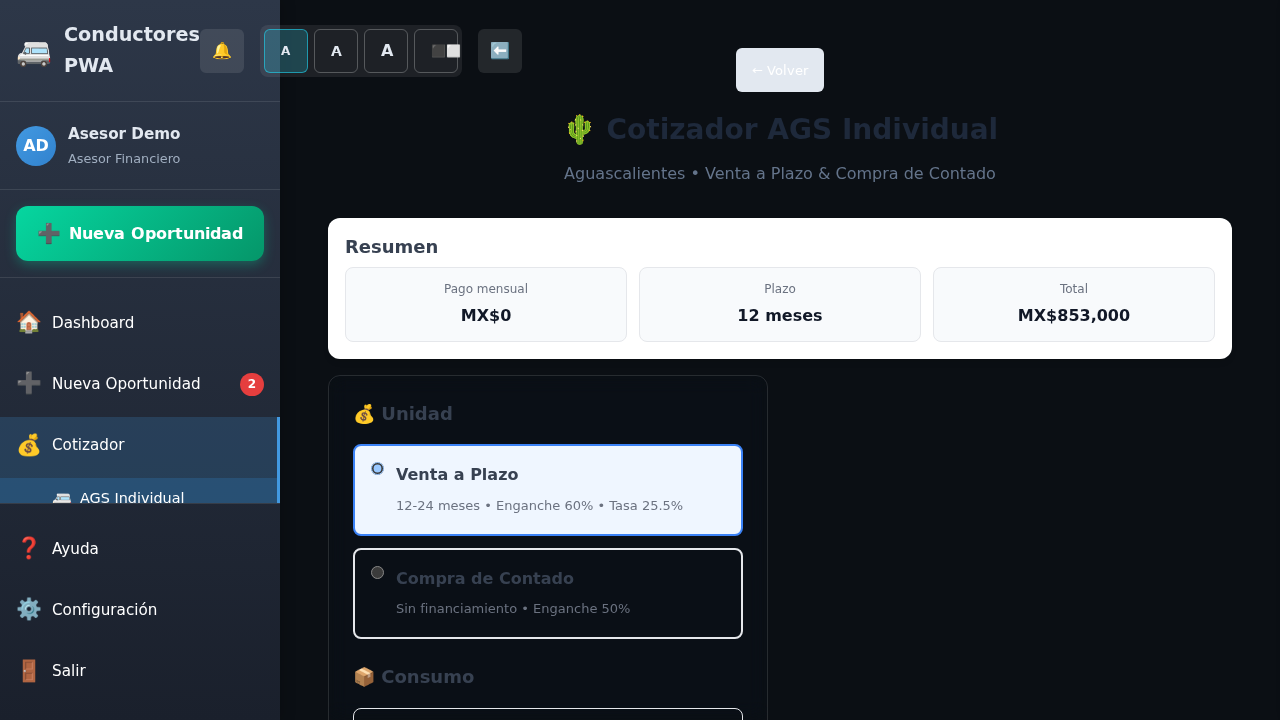 Conductores
PWA
A
A
A
← Volver
AD
Asesor Demo
Asesor Financiero
Nueva Oportunidad
Dashboard
Nueva Oportunidad
2
Cotizador
AGS Individual
Ayuda
Configuración
Salir
Cotizador AGS Individual
Aguascalientes • Venta a Plazo & Compra de Contado
Resumen
Pago mensual
MX$0
Plazo
12 meses
Total
MX$853,000
Unidad
Venta a Plazo
12-24 meses • Enganche 60% • Tasa 25.5%
Compra de Contado
Sin financiamiento • Enganche 50%
Consumo